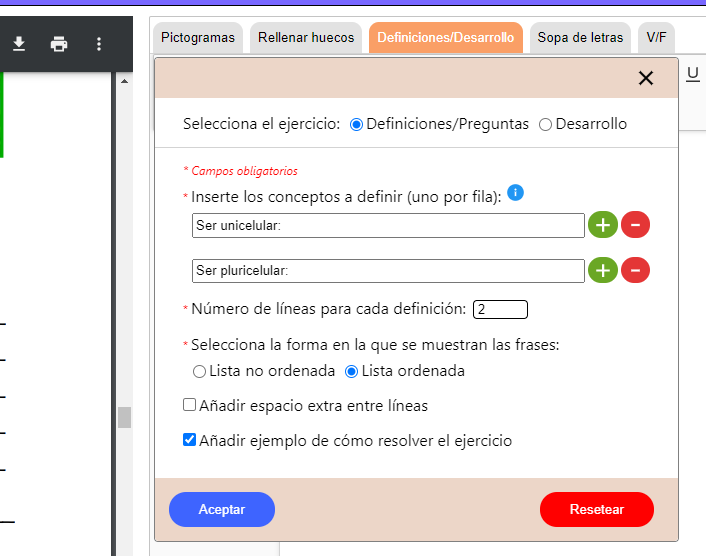 Pictogramas Rellenar huecos Definiciones/Desarrollo Sopa de letras V/F
U
Selecciona el ejercicio: Definiciones/Preguntas Desarrollo
* Campos obligatorios
* Inserte los conceptos a definir (uno por fila): i
Ser unicelular: + -
Ser pluricelular: + -
* Número de líneas para cada definición: 2
* Selecciona la forma en la que se muestran las frases:
Lista no ordenada Lista ordenada
Añadir espacio extra entre líneas
Añadir ejemplo de cómo resolver el ejercicio
Aceptar Resetear